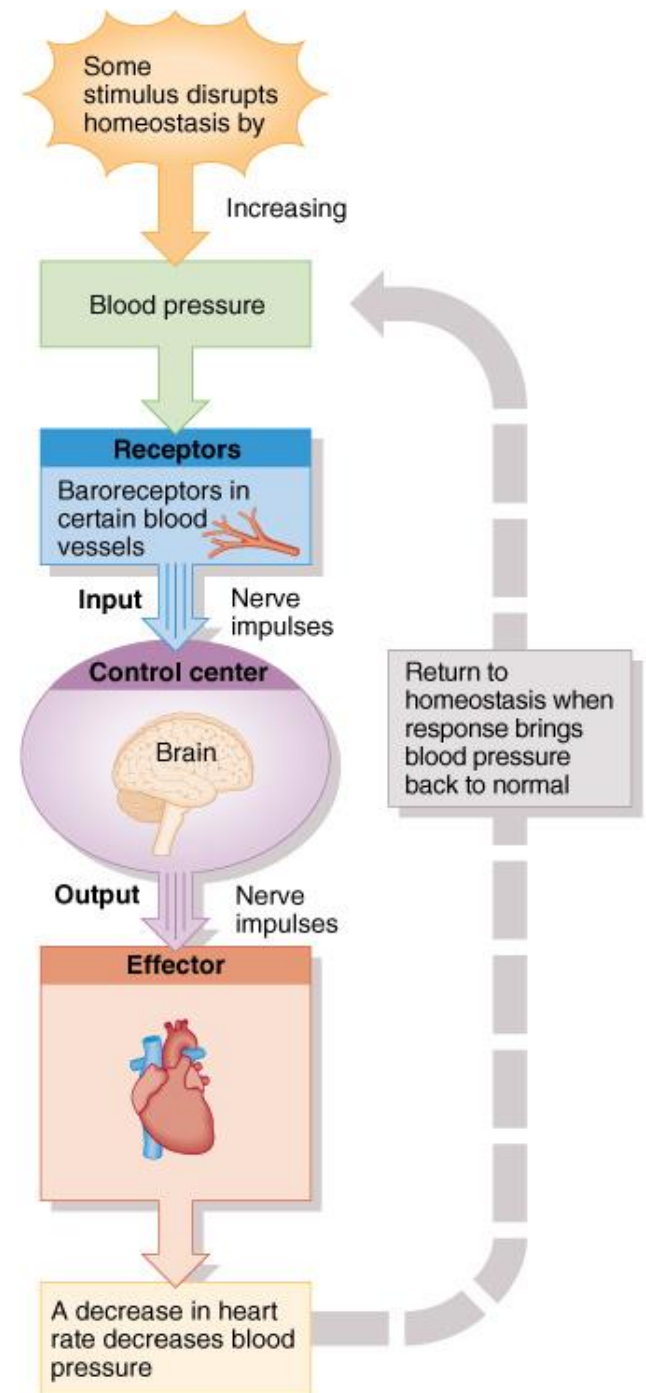 Some
stimulus disrupts
homeostasis by
Increasing
Blood pressure
Receptors
Baroreceptors in
certain blood
vessels
Input
Nerve
impulses
Control center
Brain
Output
Nerve
impulses
Effector
A decrease in heart
rate decreases blood
pressure
Return to
homeostasis when
response brings
blood pressure
back to normal